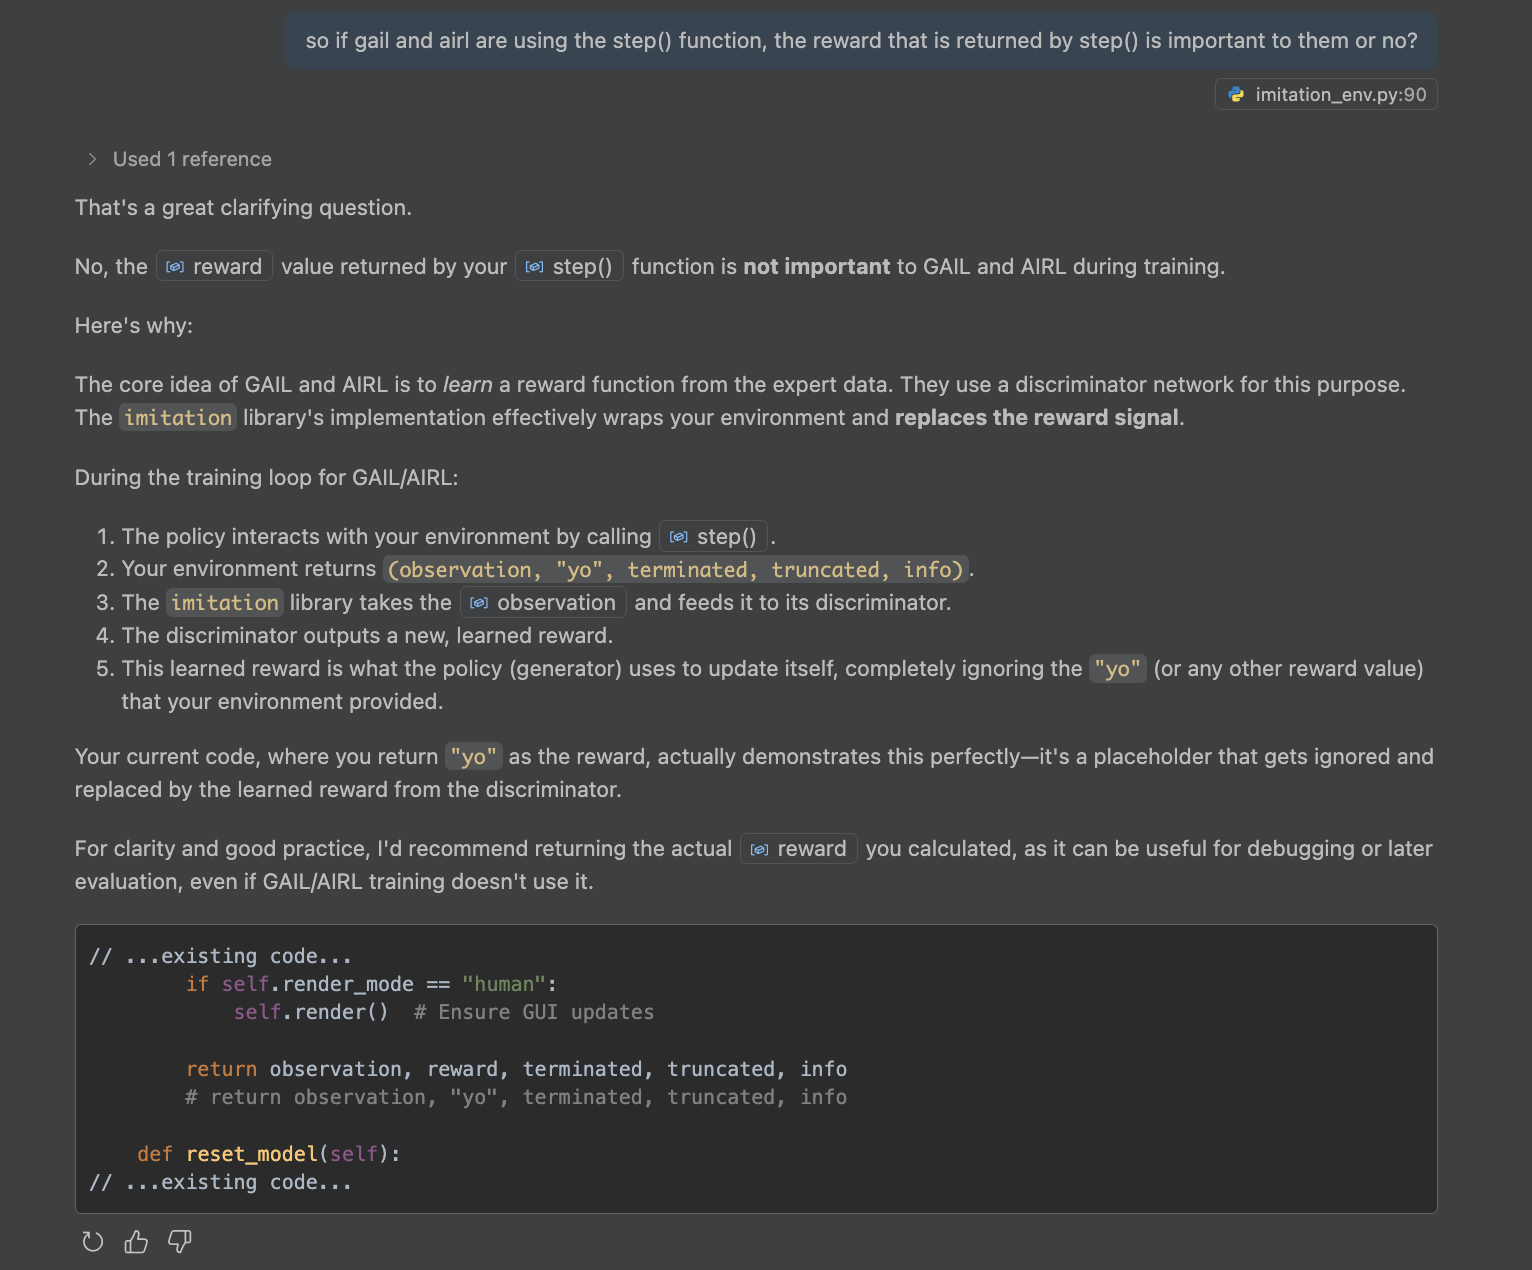 so if gail and airl are using the step() function, the reward that is returned by step() is important to them or no?
imitation_env.py:90
Used 1 reference
That's a great clarifying question.
No, the reward value returned by your step() function is not important to GAIL and AIRL during training.
Here's why:
The core idea of GAIL and AIRL is to learn a reward function from the expert data. They use a discriminator network for this purpose.
The imitation library's implementation effectively wraps your environment and replaces the reward signal.
During the training loop for GAIL/AIRL:
1. The policy interacts with your environment by calling step() .
2. Your environment returns (observation, "yo", terminated, truncated, info).
3. The imitation library takes the observation and feeds it to its discriminator.
4. The discriminator outputs a new, learned reward.
5. This learned reward is what the policy (generator) uses to update itself, completely ignoring the "yo" (or any other reward value)
that your environment provided.
Your current code, where you return "yo" as the reward, actually demonstrates this perfectly—it's a placeholder that gets ignored and
replaced by the learned reward from the discriminator.
For clarity and good practice, I'd recommend returning the actual reward you calculated, as it can be useful for debugging or later
evaluation, even if GAIL/AIRL training doesn't use it.
// ...existing code...
if self.render_mode == "human":
self.render() # Ensure GUI updates
return observation, reward, terminated, truncated, info
# return observation, "yo", terminated, truncated, info
def reset_model(self):
// ...existing code...